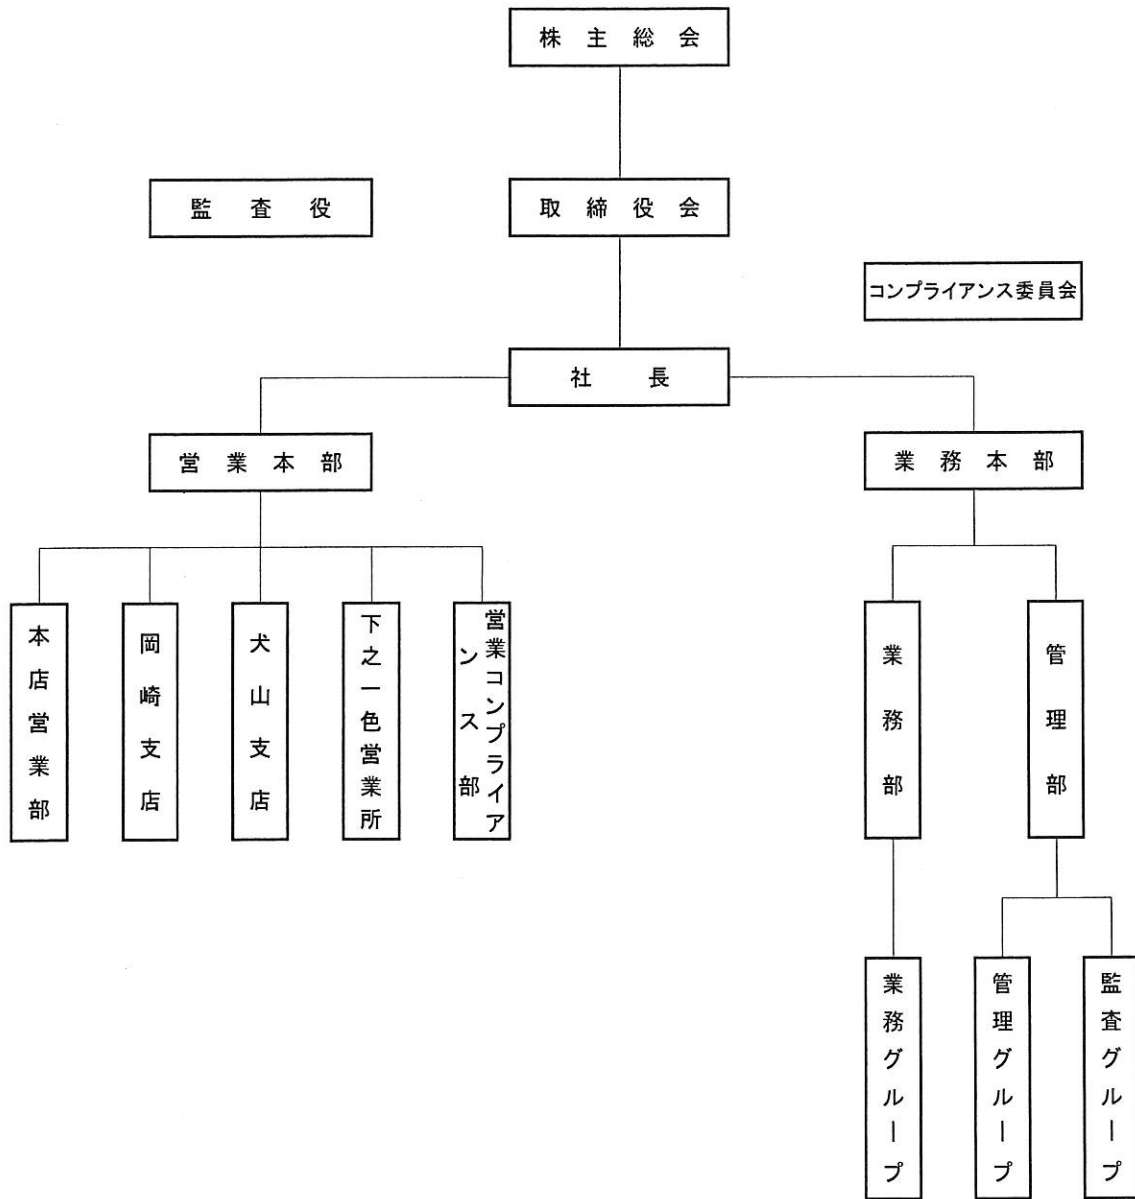 株主総会
監査役
取締役会
コンプライアンス委員会
社長
営業本部
業務本部
本店営業部
岡崎支店
犬山支店
下之一色営業所
営業コンプライア
ンス部
業務部
管理部
業務グループ
管理グループ
監査グループ